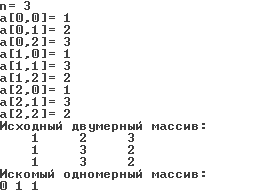 n= 3
a[0,0]= 1
a[0,1]= 2
a[0,2]= 3
a[1,0]= 1
a[1,1]= 3
a[1,2]= 2
a[2,0]= 1
a[2,1]= 3
a[2,2]= 2
Исходный двумерный массив:
1 2 3
1 3 2
1 3 2
Искомый одномерный массив:
0 1 1